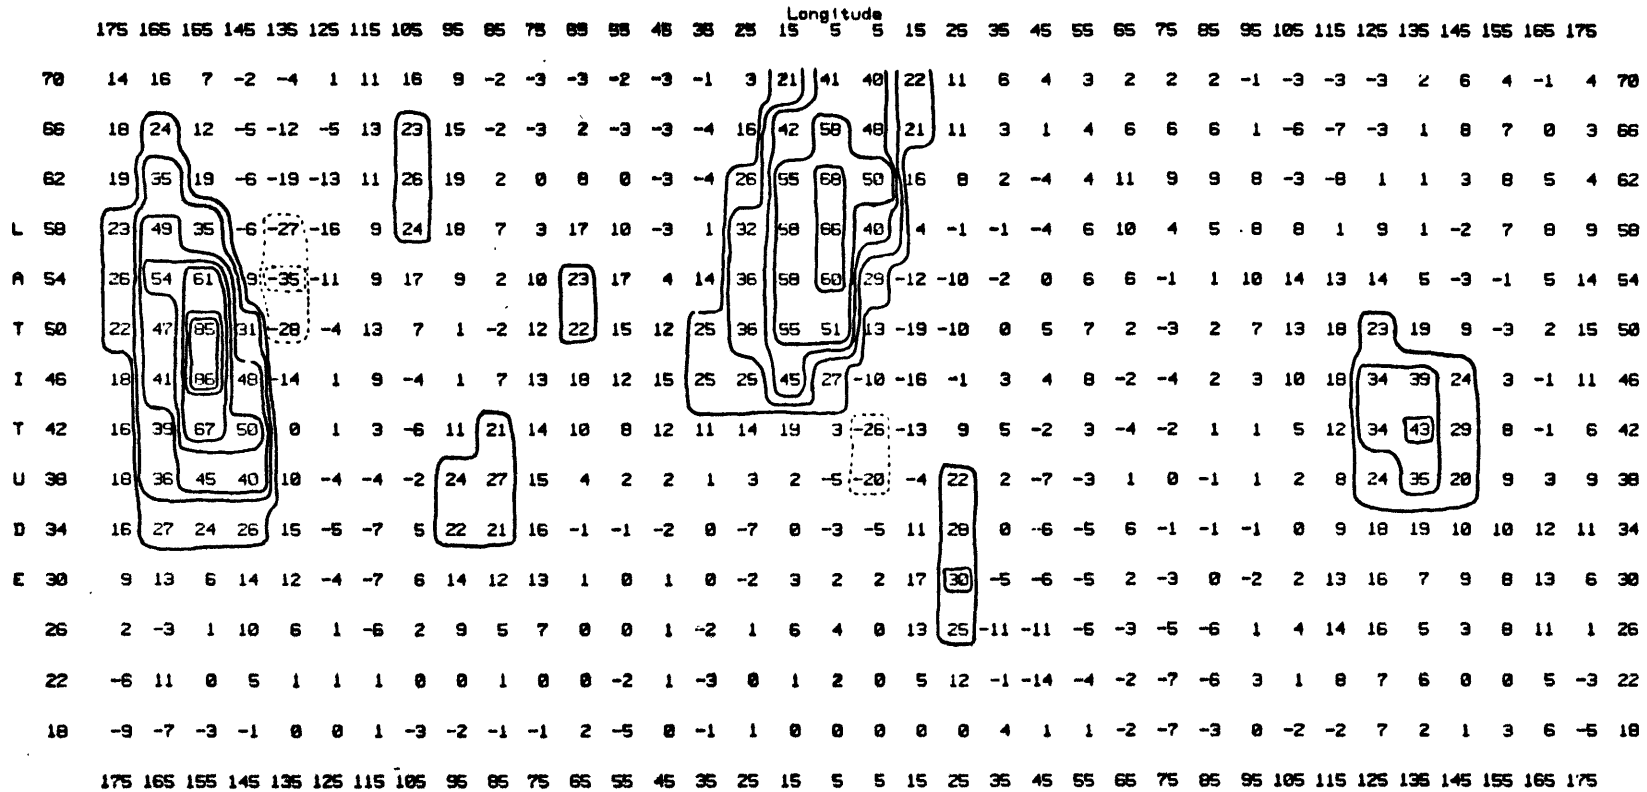 Longitude
175 165 155 145 135 125 115 105 95 85 75 65 55 45 35 25 15 5 5 15 25 35 45 55 65 75 85 95 105 115 125 135 145 155 165 175
70 14 16 7 -2 -4 1 11 16 9 -2 -3 -3 -2 -3 -1 3 21 41 40 22 11 6 4 3 2 2 2 -1 -3 -3 -3 2 6 4 -1 4 70
66 18 24 12 -5 -12 -5 13 23 15 -2 -3 2 -3 -3 -4 16 42 58 48 21 11 3 1 4 6 6 6 1 -6 -7 -3 1 8 7 0 3 66
62 19 35 19 -6 -19 -13 11 26 19 2 0 8 0 -3 -4 26 55 68 50 16 8 2 -4 4 11 9 9 8 -3 -8 1 1 3 8 5 4 62
L 58 23 49 35 -6 -27 -16 9 24 18 7 3 17 10 -3 1 32 58 66 40 4 -1 -1 -4 6 10 4 5 8 8 1 9 1 -2 7 8 9 58
A 54 26 54 61 9 -35 -11 9 17 9 2 10 23 17 4 14 36 58 60 29 -12 -10 -2 0 6 6 -1 1 10 14 13 14 5 -3 -1 5 14 54
T 50 22 47 85 31 -28 -4 13 7 1 -2 12 22 15 12 25 36 55 51 13 -19 -10 0 5 7 2 -3 2 7 13 18 23 19 9 -3 2 15 50
I 46 18 41 86 48 -14 1 9 -4 1 7 13 18 12 15 25 25 45 27 -10 -16 -1 3 4 8 -2 -4 2 3 10 18 34 39 24 3 -1 11 46
T 42 16 39 67 50 0 1 3 -6 11 21 14 10 8 12 11 14 19 3 -26 -13 9 5 -2 3 -4 -2 1 1 5 12 34 43 29 8 -1 6 42
U 38 18 36 45 40 10 -4 -4 -2 24 27 15 4 2 2 1 3 2 -5 -20 -4 22 2 -7 -3 1 0 -1 1 2 8 24 35 20 9 3 9 38
D 34 16 27 24 26 15 -5 -7 5 22 21 16 -1 -1 -2 0 -7 0 -3 -5 11 28 0 -6 -5 6 -1 -1 -1 0 9 18 19 10 10 12 11 34
E 30 9 13 6 14 12 -4 -7 6 14 12 13 1 0 1 0 -2 3 2 2 17 30 -5 -6 -5 2 -3 0 -2 2 13 16 7 9 8 13 6 30
26 2 -3 1 10 6 1 -6 2 9 5 7 0 0 1 -2 1 6 4 0 13 25 -11 -11 -5 -3 -5 -6 1 4 14 16 5 3 8 11 1 26
22 -6 11 0 5 1 1 1 0 0 1 0 0 -2 1 -3 0 1 2 0 5 12 -1 -14 -4 -2 -7 -6 3 1 8 7 6 0 0 5 -3 22
18 -9 -7 -3 -1 0 0 1 -3 -2 -1 -1 2 -5 0 -1 1 0 0 0 0 0 4 1 1 -2 -7 -3 0 -2 -2 7 2 1 3 6 -5 18
175 165 155 145 135 125 115 105 95 85 75 65 55 45 35 25 15 5 5 15 25 35 45 55 65 75 85 95 105 115 125 135 145 155 165 175